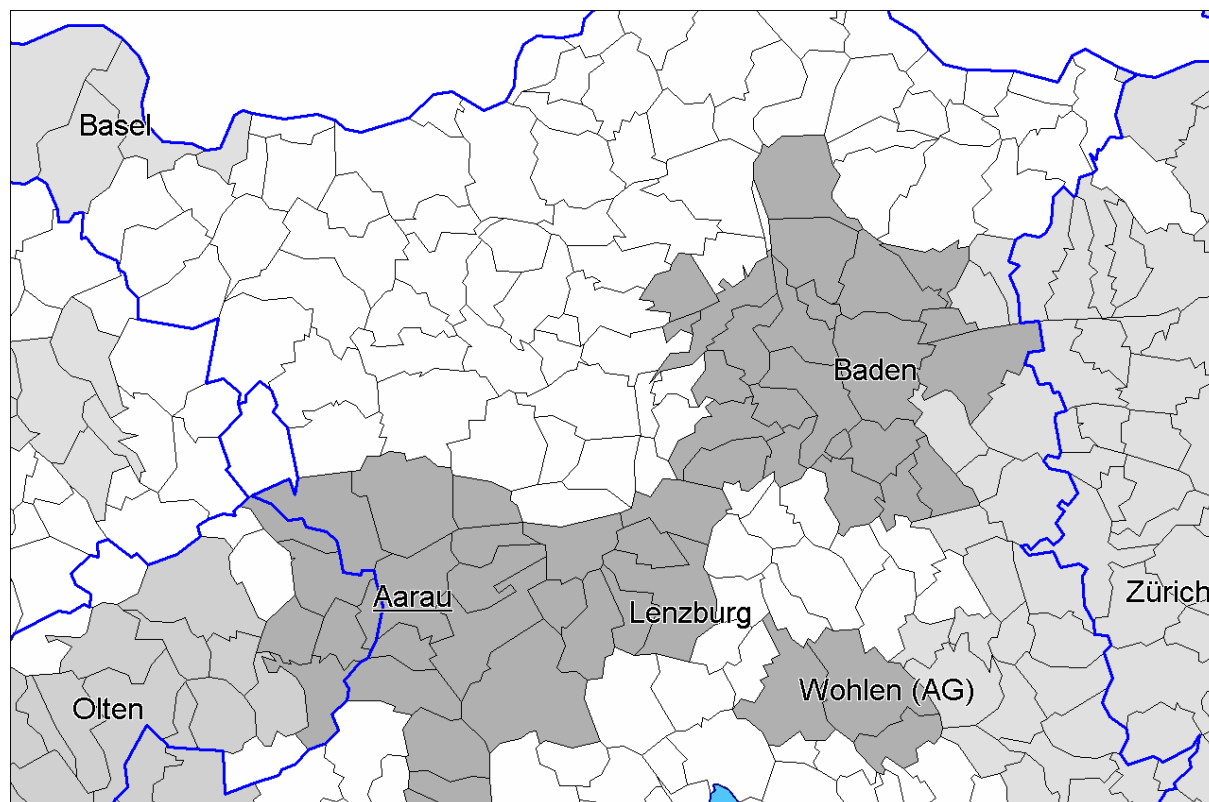 Basel
Baden
Aarau
Zürich
Lenzburg
Wohlen (AG)
Olten